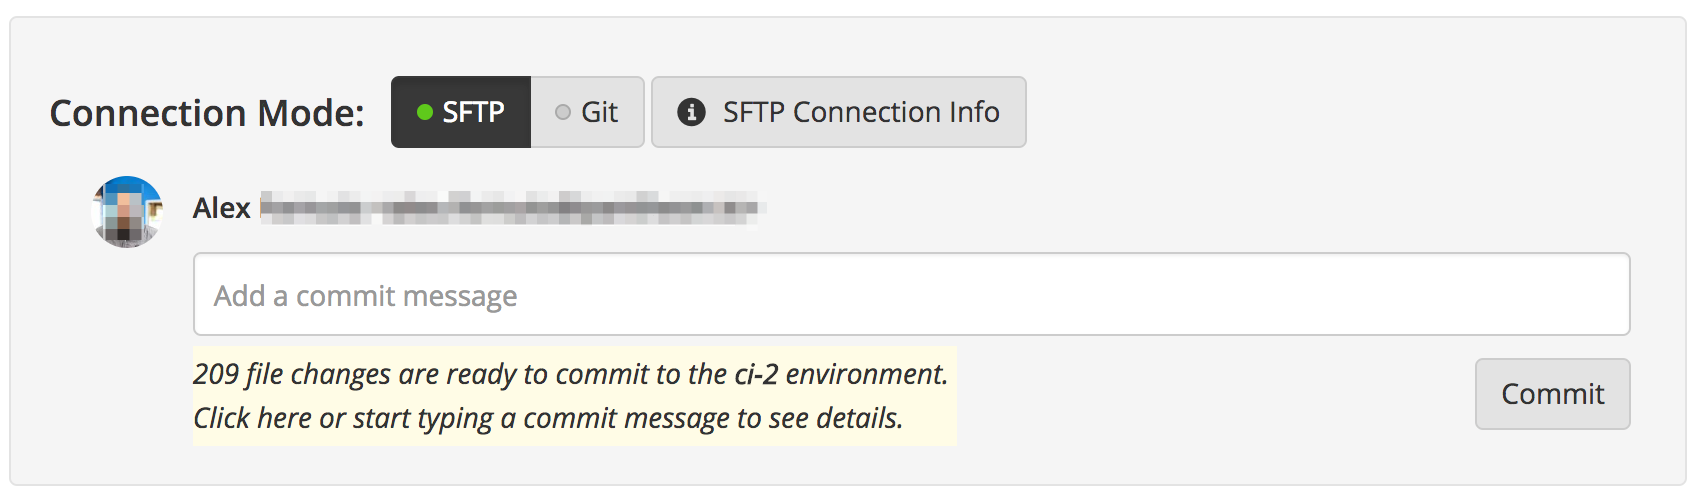 Connection Mode: SFTP Git SFTP Connection Info
Alex
Add a commit message
209 file changes are ready to commit to the ci-2 environment.
Click here or start typing a commit message to see details.
Commit